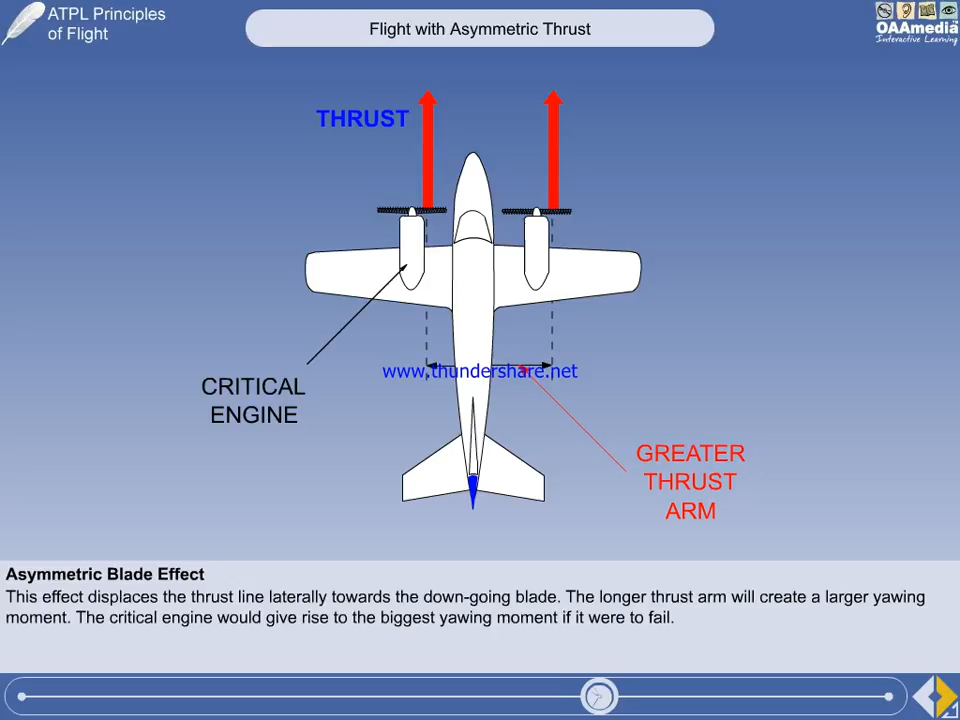 ATPL Principles
of Flight
Flight with Asymmetric Thrust
OAAmedia
Interactive Learning
THRUST
www.thundershare.net
CRITICAL
ENGINE
GREATER
THRUST
ARM
Asymmetric Blade Effect
This effect displaces the thrust line laterally towards the down-going blade. The longer thrust arm will create a larger yawing
moment. The critical engine would give rise to the biggest yawing moment if it were to fail.